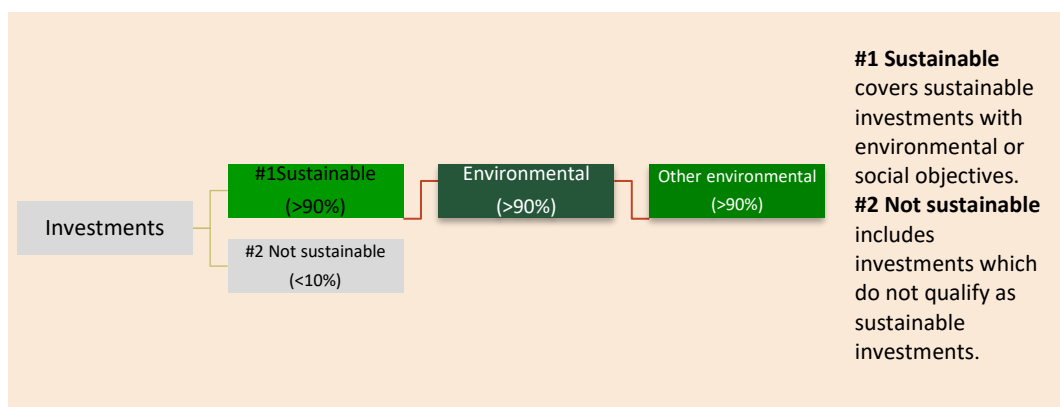 Investments
#1Sustainable
(>90%)
#2 Not sustainable
(<10%)
Environmental
(>90%)
Other environmental
(>90%)
#1 Sustainable
covers sustainable
investments with
environmental or
social objectives.
#2 Not sustainable
includes
investments which
do not qualify as
sustainable
investments.